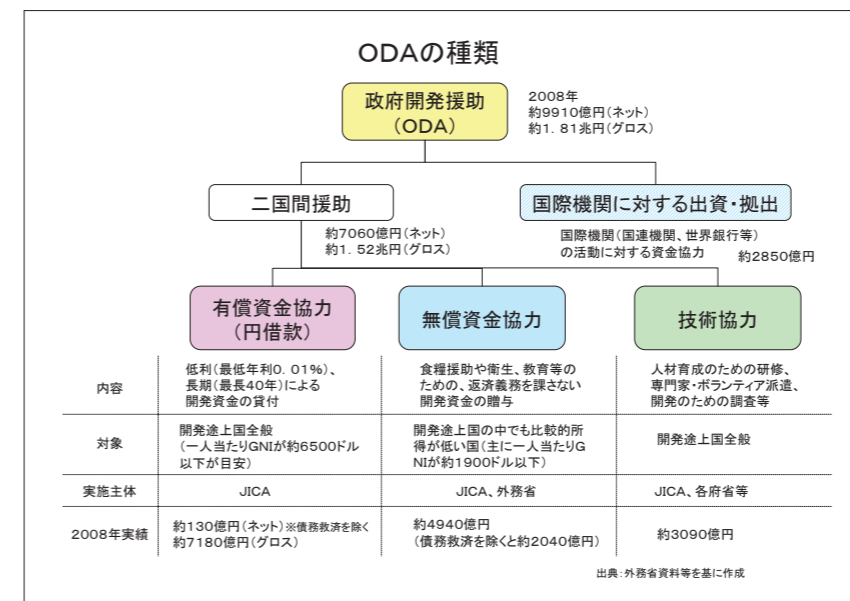 ODAの種類
政府開発援助
(ODA)
2008年
約9910億円(ネット)
約1.81兆円(グロス)
二国間援助
約7060億円(ネット)
約1.52兆円(グロス)
国際機関に対する出資・拠出
国際機関(国連機関、世界銀行等)
の活動に対する資金協力
約2850億円
有償資金協力
(円借款)
無償資金協力
技術協力
内容
低利(最低年利0.01%)、
長期(最長40年)による
開発資金の貸付
食糧援助や衛生、教育等の
ための、返済義務を課さない
開発資金の贈与
人材育成のための研修、
専門家・ボランティア派遣、
開発のための調査等
対象
開発途上国全般
(一人当たりGNIが約6500ドル
以下が目安)
開発途上国の中でも比較的所
得が低い国(主に一人当たりG
NIが約1900ドル以下)
開発途上国全般
実施主体
JICA
JICA、外務省
JICA、各府省等
2008年実績
約130億円(ネット)※債務救済を除く
約7180億円(グロス)
約4940億円
(債務救済を除くと約2040億円)
約3090億円
出典:外務省資料等を基に作成